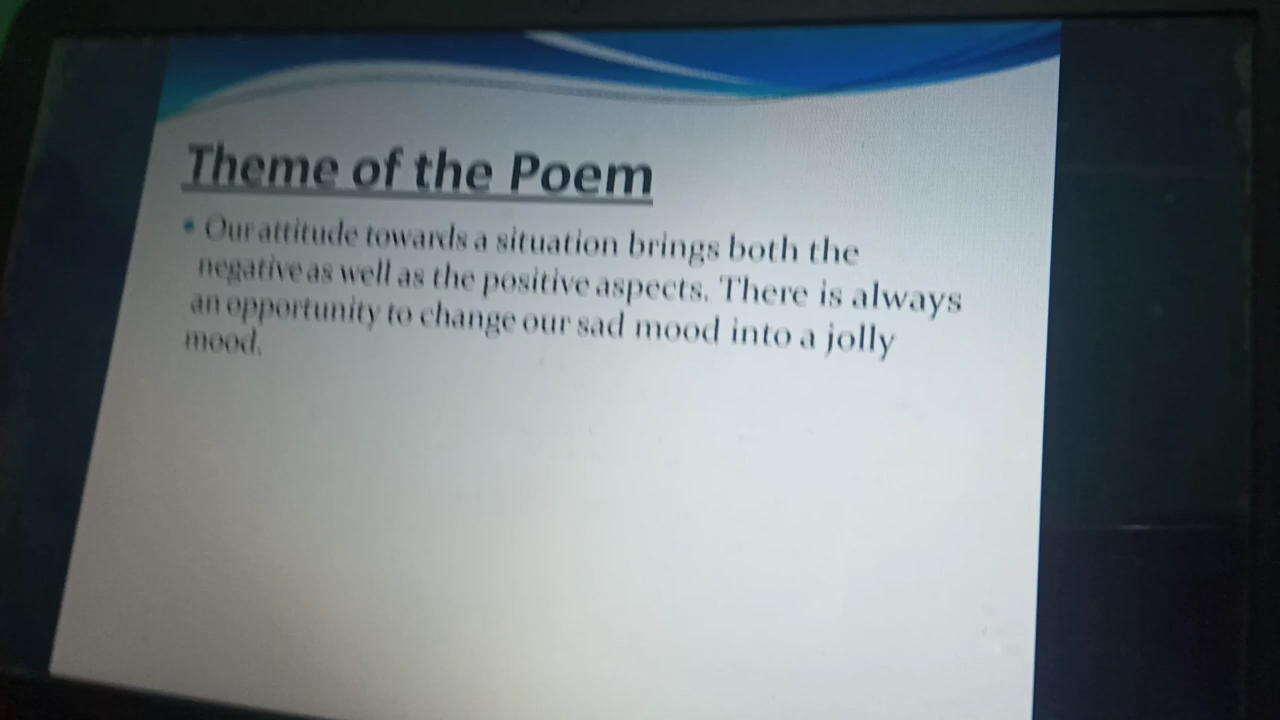 Theme of the Poem
• Our attitude towards a situation brings both the
negative as well as the positive aspects. There is always
an opportunity to change our sad mood into a jolly
mood.